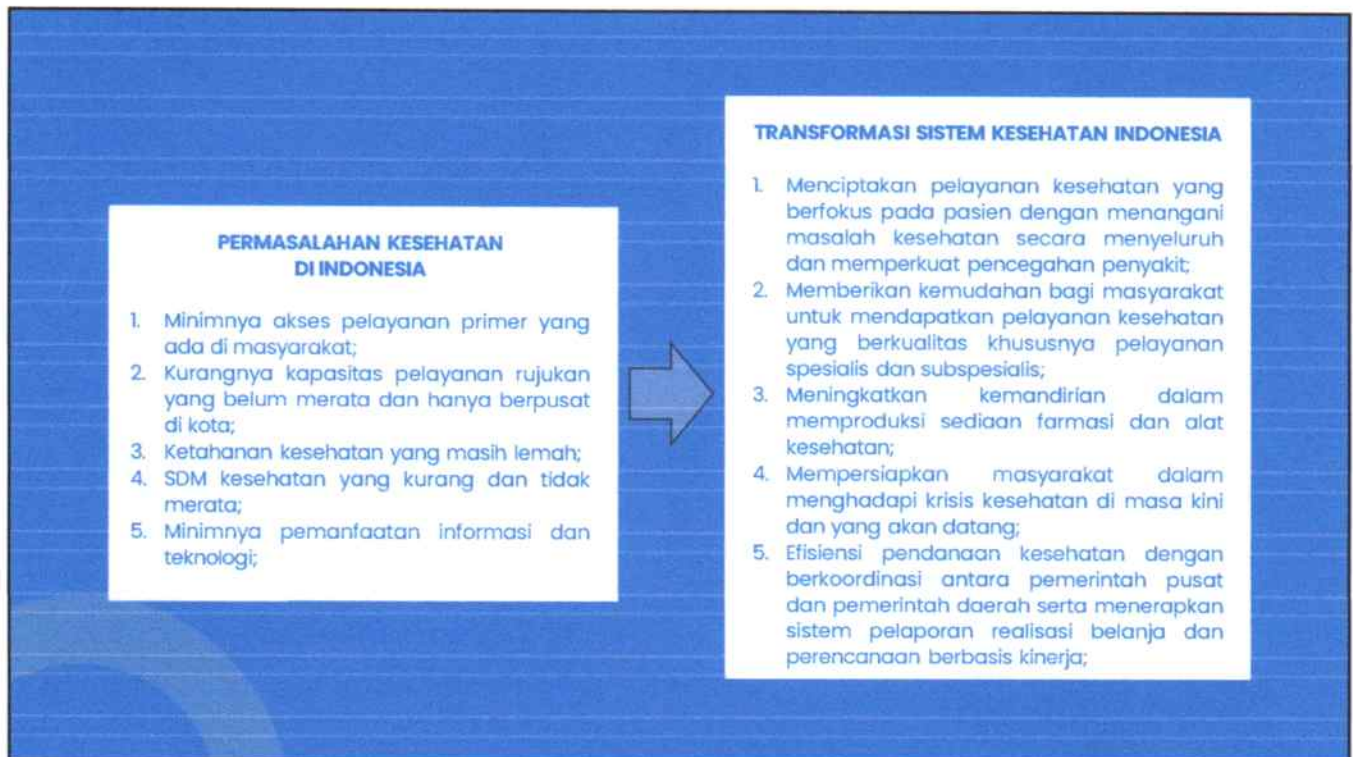 PERMASALAHAN KESEHATAN
DI INDONESIA
1. Minimnya akses pelayanan primer yang
ada di masyarakat;
2. Kurangnya kapasitas pelayanan rujukan
yang belum merata dan hanya berpusat
di kota;
3. Ketahanan kesehatan yang masih lemah;
4. SDM kesehatan yang kurang dan tidak
merata;
5. Minimnya pemanfaatan informasi dan
teknologi;
TRANSFORMASI SISTEM KESEHATAN INDONESIA
1. Menciptakan pelayanan kesehatan yang
berfokus pada pasien dengan menangani
masalah kesehatan secara menyeluruh
dan memperkuat pencegahan penyakit;
2. Memberikan kemudahan bagi masyarakat
untuk mendapatkan pelayanan kesehatan
yang berkualitas khususnya pelayanan
spesialis dan subspesialis;
3. Meningkatkan kemandirian dalam
memproduksi sediaan farmasi dan alat
kesehatan;
4. Mempersiapkan masyarakat dalam
menghadapi krisis kesehatan di masa kini
dan yang akan datang;
5. Efisiensi pendanaan kesehatan dengan
berkoordinasi antara pemerintah pusat
dan pemerintah daerah serta menerapkan
sistem pelaporan realisasi belanja dan
perencanaan berbasis kinerja;